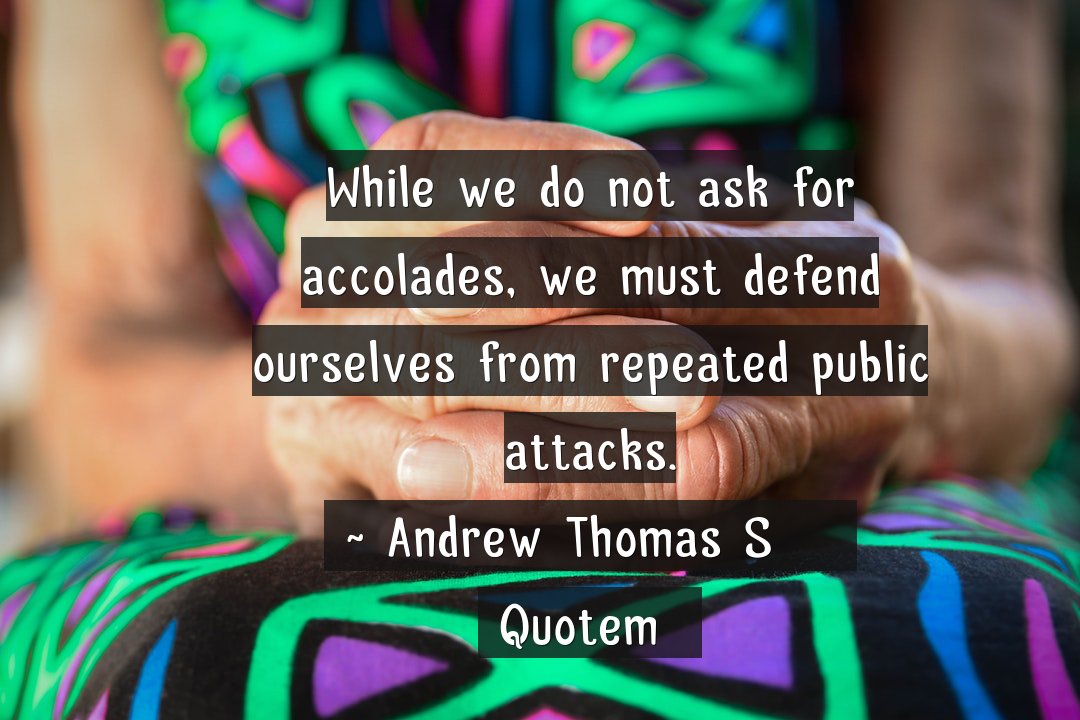 While we do not ask for
accolades, we must defend
ourselves from repeated public
attacks.
~ Andrew Thomas S
Quotem